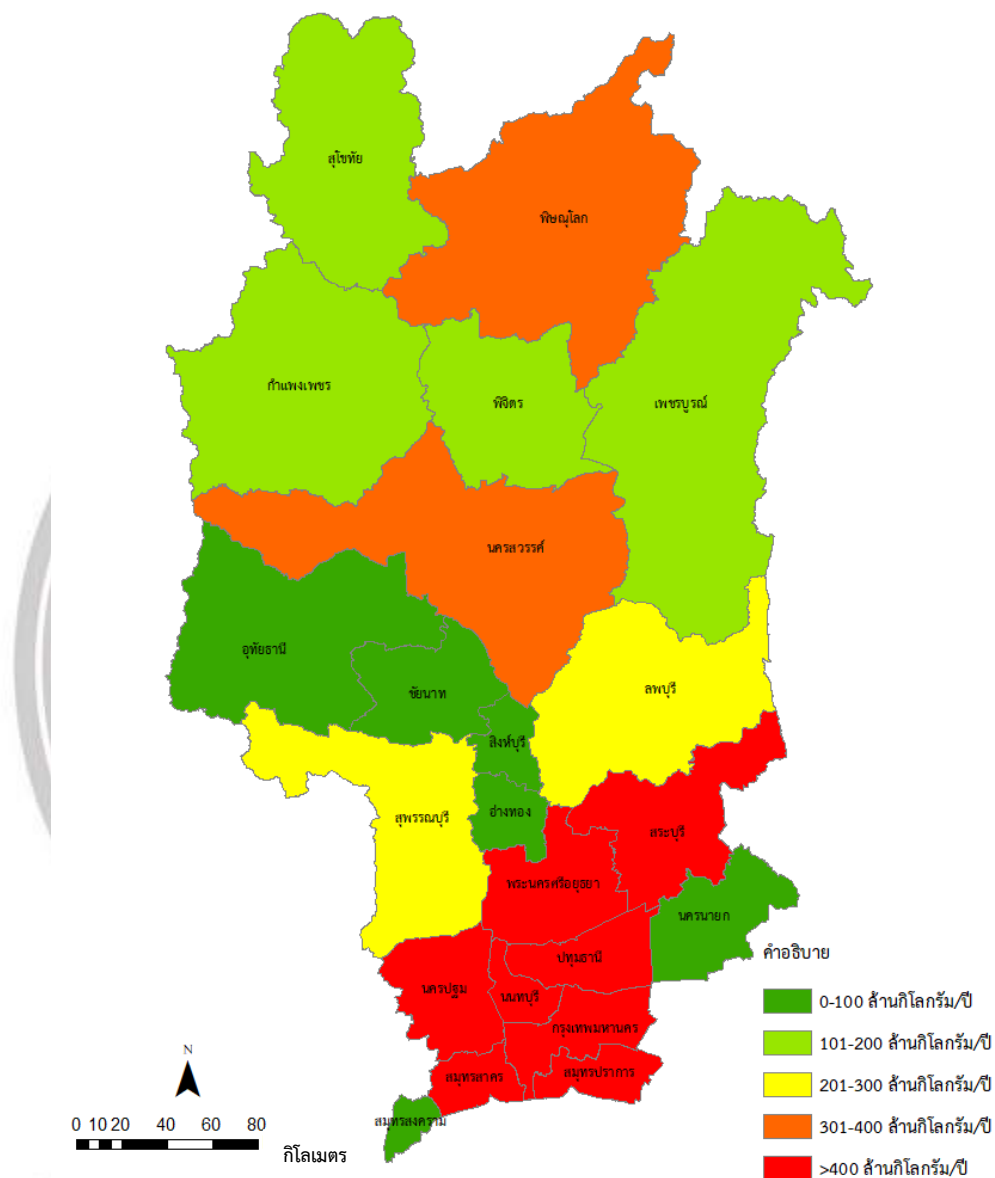 สุโขทัย
พิษณุโลก
กำแพงเพชร
พิจิตร
เพชรบูรณ์
นครสวรรค์
อุทัยธานี
ชัยนาท
ลพบุรี
สิงห์บุรี
อ่างทอง
สุพรรณบุรี
สระบุรี
พระนครศรีอยุธยา
นครนายก
ปทุมธานี
นครปฐม
นนทบุรี
กรุงเทพมหานคร
สมุทรสาคร
สมุทรปราการ
สมุทรสงคราม
คำอธิบาย
0-100 ล้านกิโลกรัม/ปี
101-200 ล้านกิโลกรัม/ปี
201-300 ล้านกิโลกรัม/ปี
301-400 ล้านกิโลกรัม/ปี
>400 ล้านกิโลกรัม/ปี
N
0 10 20 40 60 80
กิโลเมตร